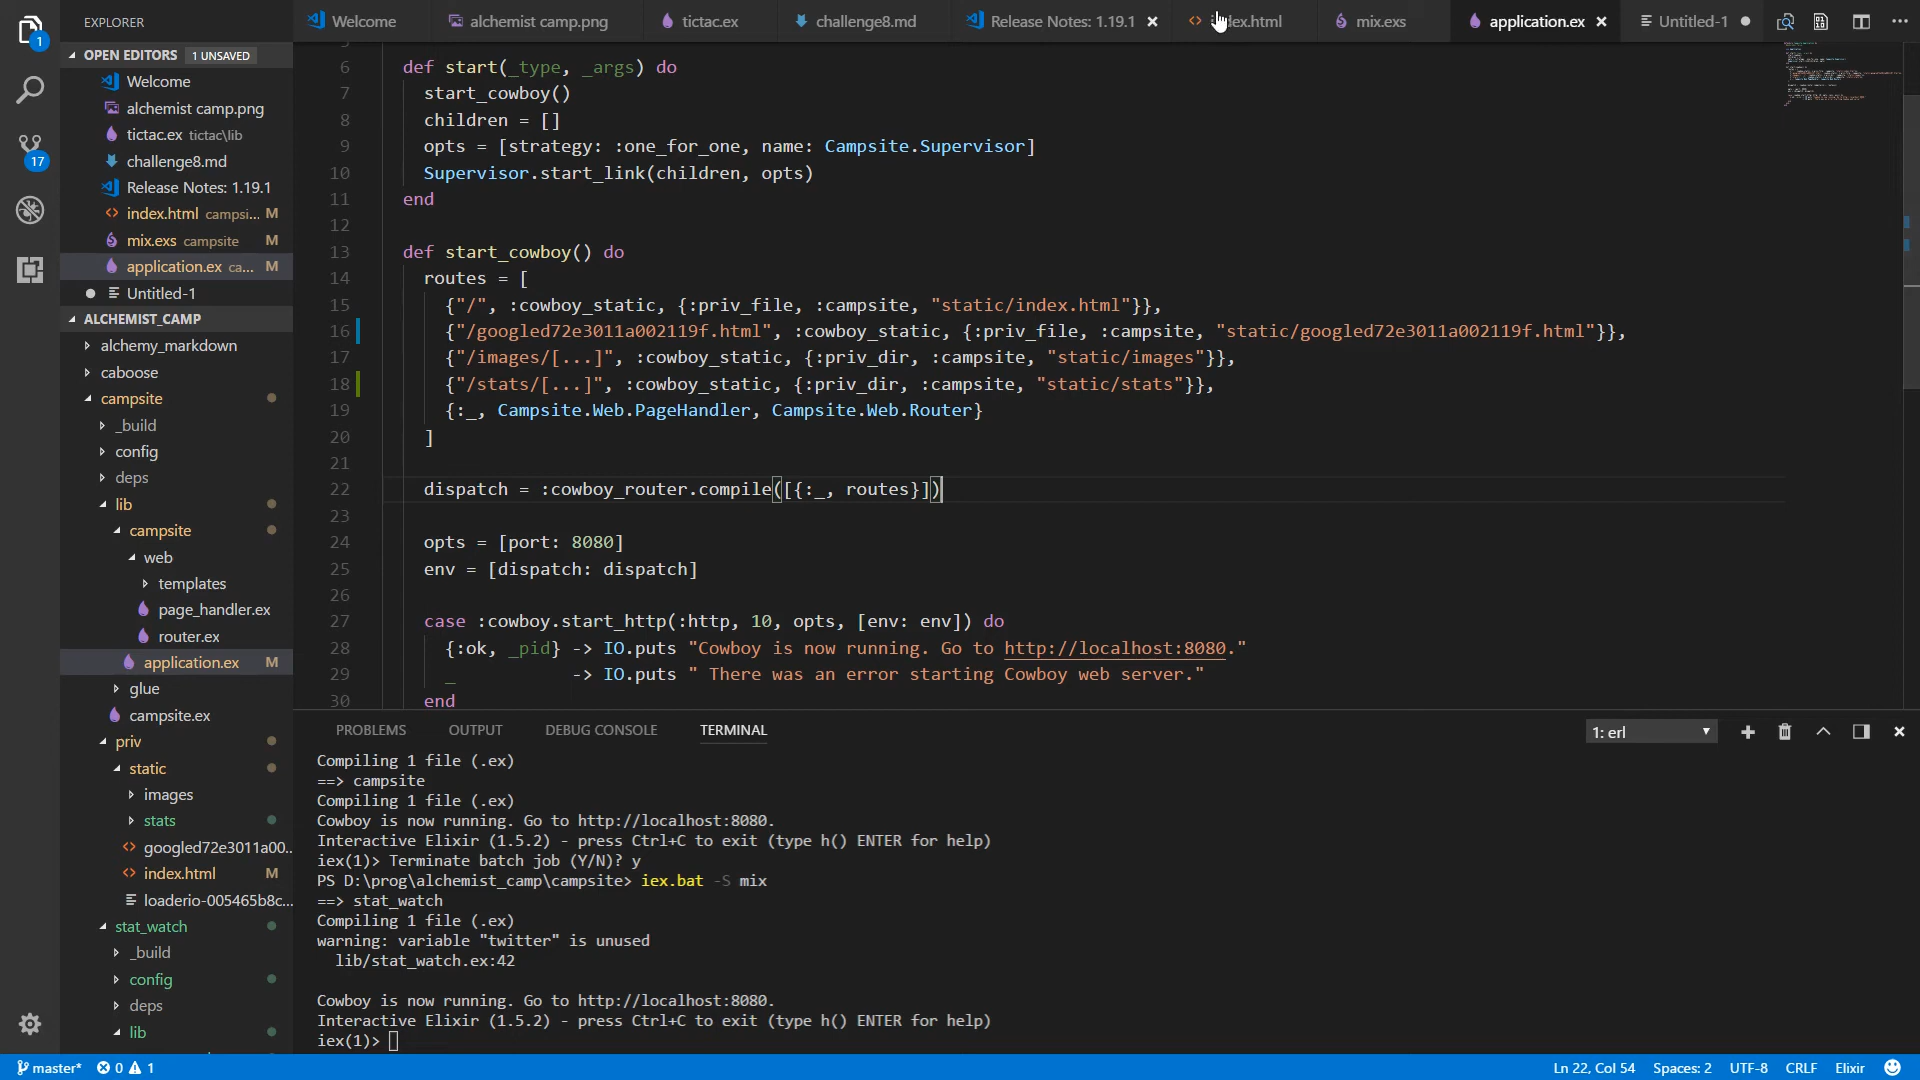 EXPLORER
Welcome
alchemist camp.png
tictac.ex
challenge8.md
Release Notes: 1.19.1
mix.exs
application.ex
Untitled-1
1
17
OPEN EDITORS 1 UNSAVED
Welcome
alchemist camp.png
tictac.ex tictac\lib
challenge8.md
Release Notes: 1.19.1
index.html campsi... M
mix.exs campsite M
application.ex ca... M
Untitled-1
ALCHEMIST_CAMP
alchemy_markdown
caboose
campsite
_build
config
deps
lib
campsite
web
templates
page_handler.ex
router.ex
application.ex M
glue
campsite.ex
priv
static
images
stats
googled72e3011a00...
index.html M
loaderio-005465b8c...
stat_watch
_build
config
deps
lib
6 def start(_type, _args) do
7 start_cowboy()
8 children = []
9 opts = [strategy: :one_for_one, name: Campsite.Supervisor]
10 Supervisor.start_link(children, opts)
11 end
12
13 def start_cowboy() do
14 routes = [
15 {"/", :cowboy_static, {:priv_file, :campsite, "static/index.html"}},
16 {"/googled72e3011a002119f.html", :cowboy_static, {:priv_file, :campsite, "static/googled72e3011a002119f.html"}},
17 {"/images/[...]", :cowboy_static, {:priv_dir, :campsite, "static/images"}},
18 {"/stats/[...]", :cowboy_static, {:priv_dir, :campsite, "static/stats"}},
19 {:_, Campsite.Web.PageHandler, Campsite.Web.Router}
20 ]
21
22 dispatch = :cowboy_router.compile([{:_, routes}])
23
24 opts = [port: 8080]
25 env = [dispatch: dispatch]
26
27 case :cowboy.start_http(:http, 10, opts, [env: env]) do
28 {:ok, _pid} -> IO.puts "Cowboy is now running. Go to http://localhost:8080."
29 _ -> IO.puts " There was an error starting Cowboy web server."
30 end
PROBLEMS OUTPUT DEBUG CONSOLE TERMINAL 1: erl
Compiling 1 file (.ex)
==> campsite
Compiling 1 file (.ex)
Cowboy is now running. Go to http://localhost:8080.
Interactive Elixir (1.5.2) - press Ctrl+C to exit (type h() ENTER for help)
iex(1)> Terminate batch job (Y/N)? y
PS D:\prog\alchemist_camp\campsite> iex.bat -S mix
==> stat_watch
Compiling 1 file (.ex)
warning: variable "twitter" is unused
lib/stat_watch.ex:42
Cowboy is now running. Go to http://localhost:8080.
Interactive Elixir (1.5.2) - press Ctrl+C to exit (type h() ENTER for help)
iex(1)>
master* 0 1 Ln 22, Col 54 Spaces: 2 UTF-8 CRLF Elixir